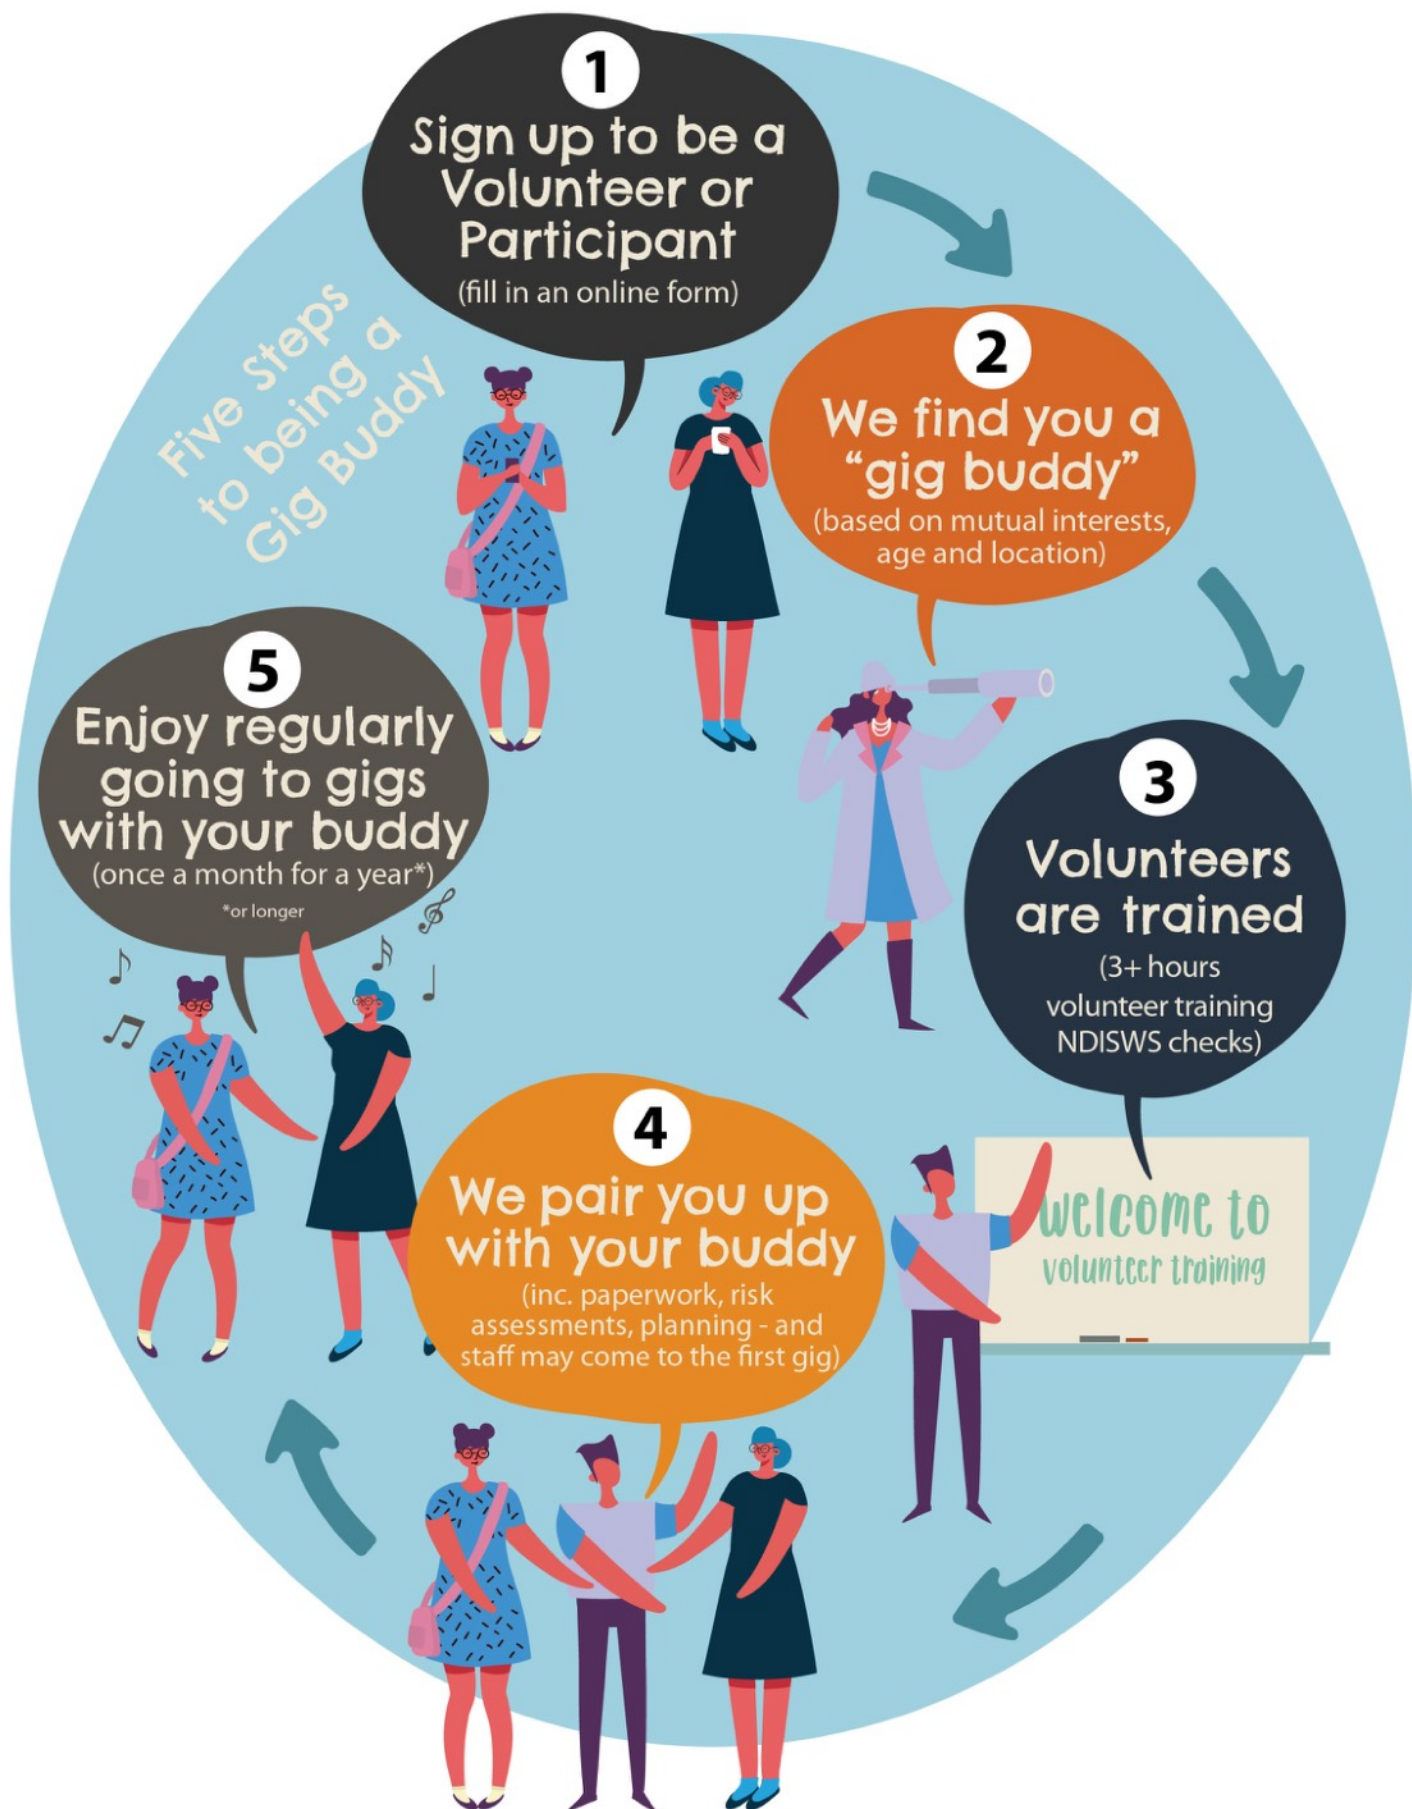 Five Steps
to being a
Gig Buddy
1
Sign up to be a
Volunteer or
Participant
(fill in an online form)
2
We find you a
“gig buddy”
(based on mutual interests,
age and location)
3
Volunteers
are trained
(3+ hours
volunteer training
NDISWS checks)
welcome to
volunteer training
4
We pair you up
with your buddy
(inc. paperwork, risk
assessments, planning - and
staff may come to the first gig)
5
Enjoy regularly
going to gigs
with your buddy
(once a month for a year*)
*or longer